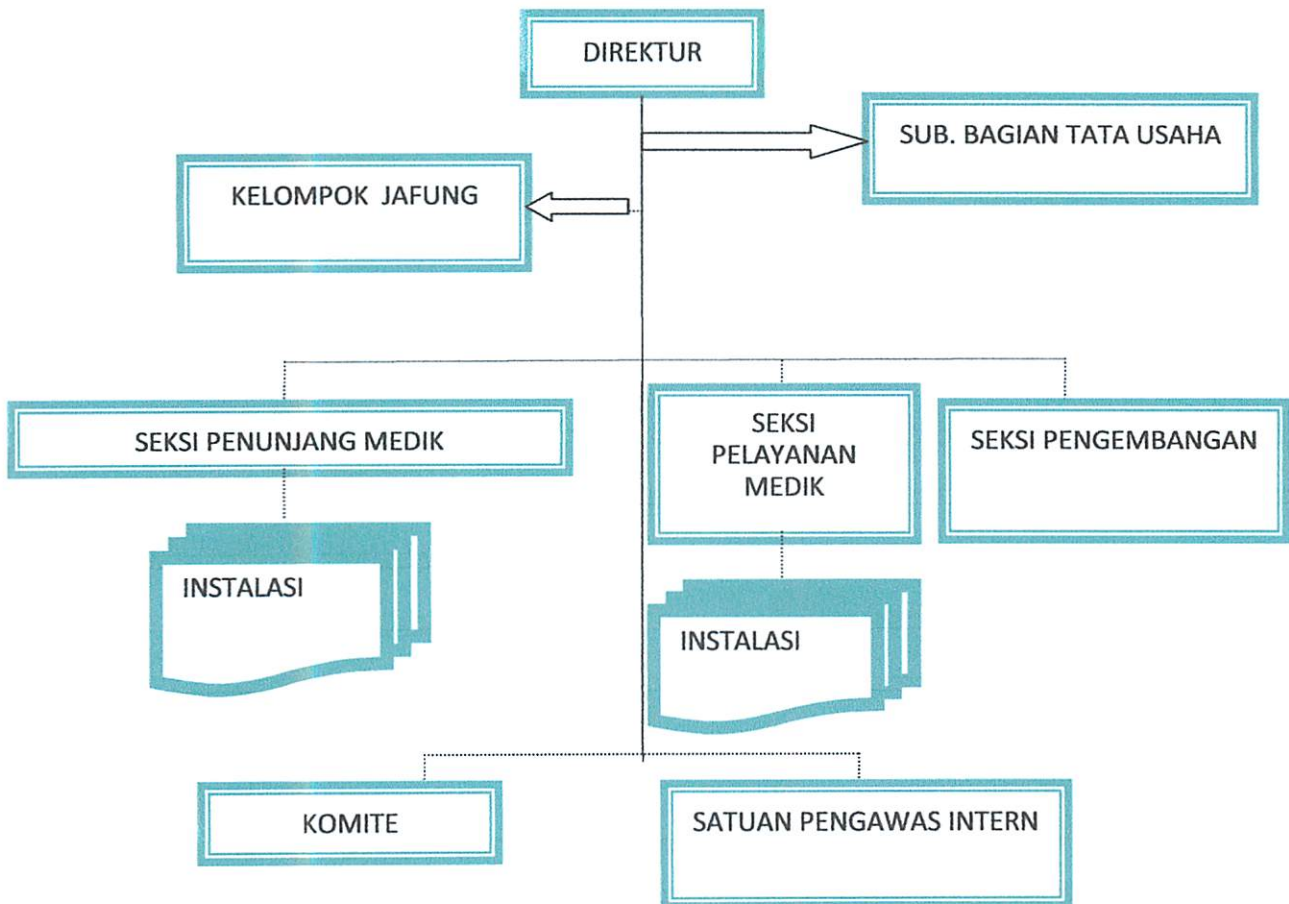 DIREKTUR
SUB. BAGIAN TATA USAHA
KELOMPOK JAFUNG
SEKSI PENUNJANG MEDIK
SEKSI
PELAYANAN
MEDIK
SEKSI PENGEMBANGAN
INSTALASI
INSTALASI
KOMITE
SATUAN PENGAWAS INTERN